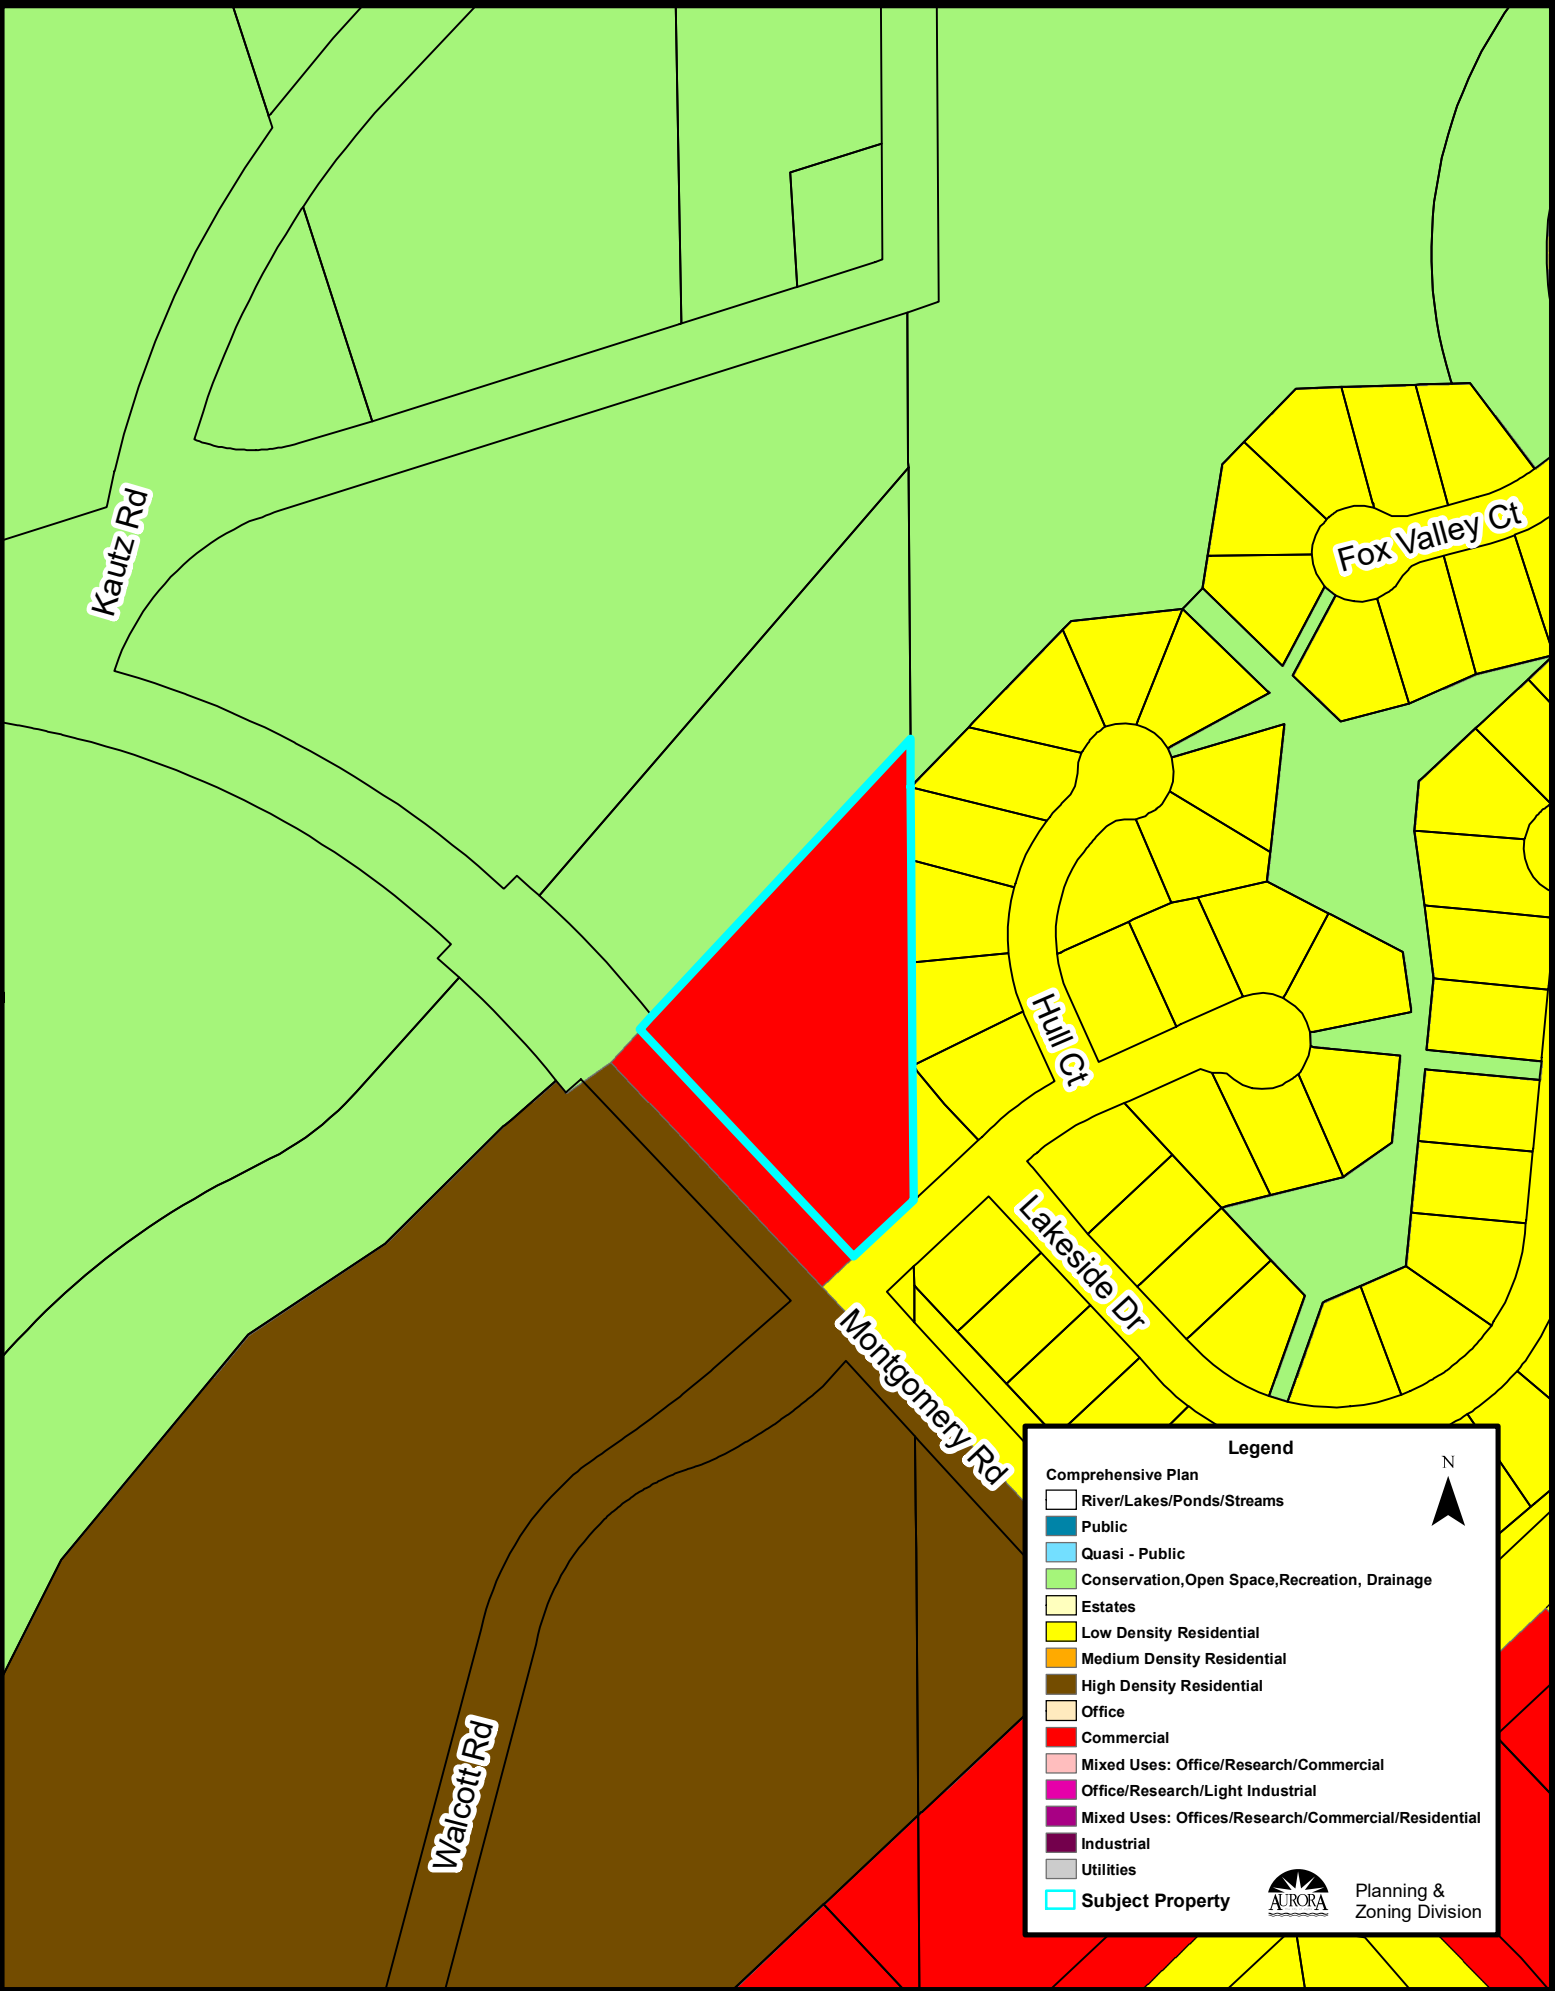 Kautz Rd
Fox Valley Ct
Hull Ct
Lakeside Dr
Montgomery Rd
Walcott Rd
Legend
N
Comprehensive Plan
River/Lakes/Ponds/Streams
Public
Quasi - Public
Conservation,Open Space,Recreation, Drainage
Estates
Low Density Residential
Medium Density Residential
High Density Residential
Office
Commercial
Mixed Uses: Office/Research/Commercial
Office/Research/Light Industrial
Mixed Uses: Offices/Research/Commercial/Residential
Industrial
Utilities
Subject Property
AURORA
Planning &
Zoning Division